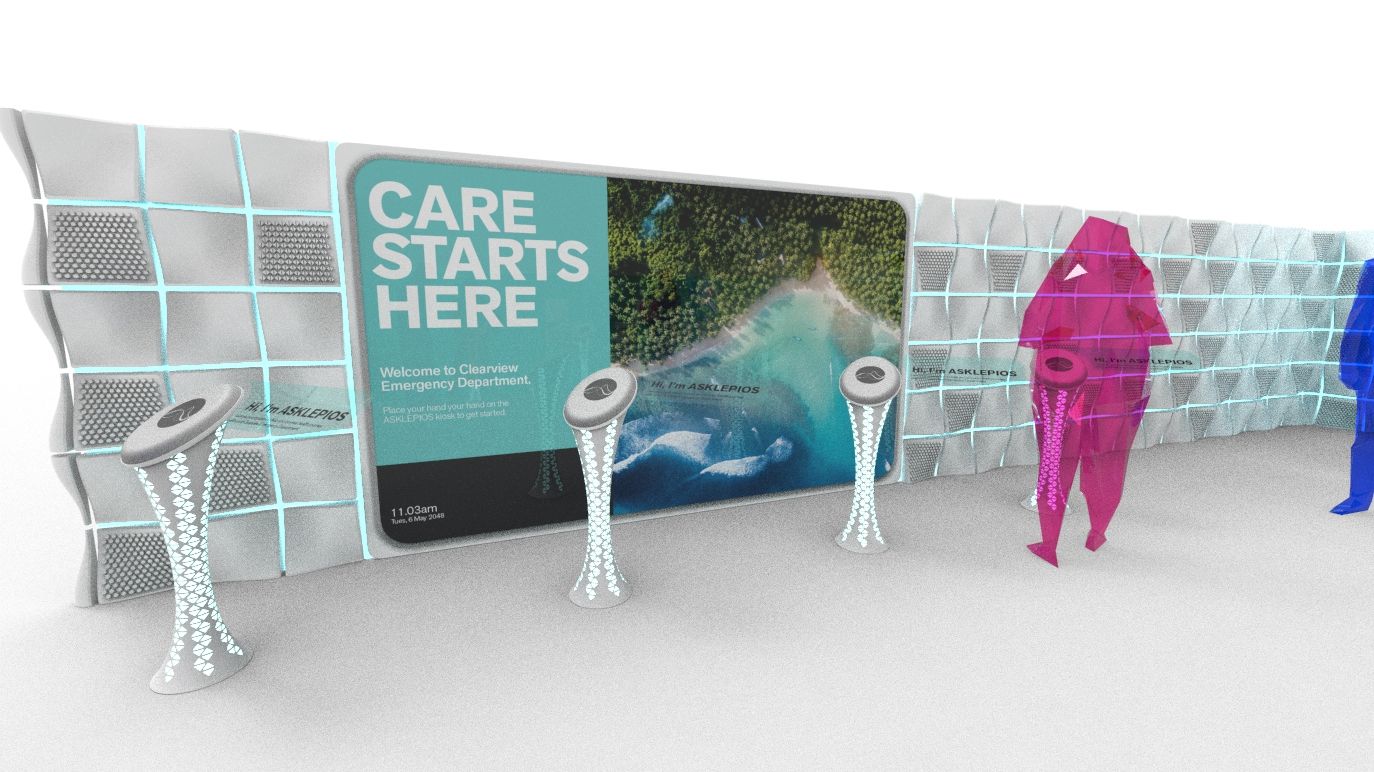 CARE
STARTS
HERE
Welcome to Clearview
Emergency Department.
Place your hand your hand on the
ASKLEPIOS kiosk to get started.
11.03am
Tues, 6 May 2048
Hi, I'm ASKLEPIOS
Hi, I'm ASKLEPIOS
Hi, I'm ASKLEPIOS
Hi, I'm ASKLEPIOS